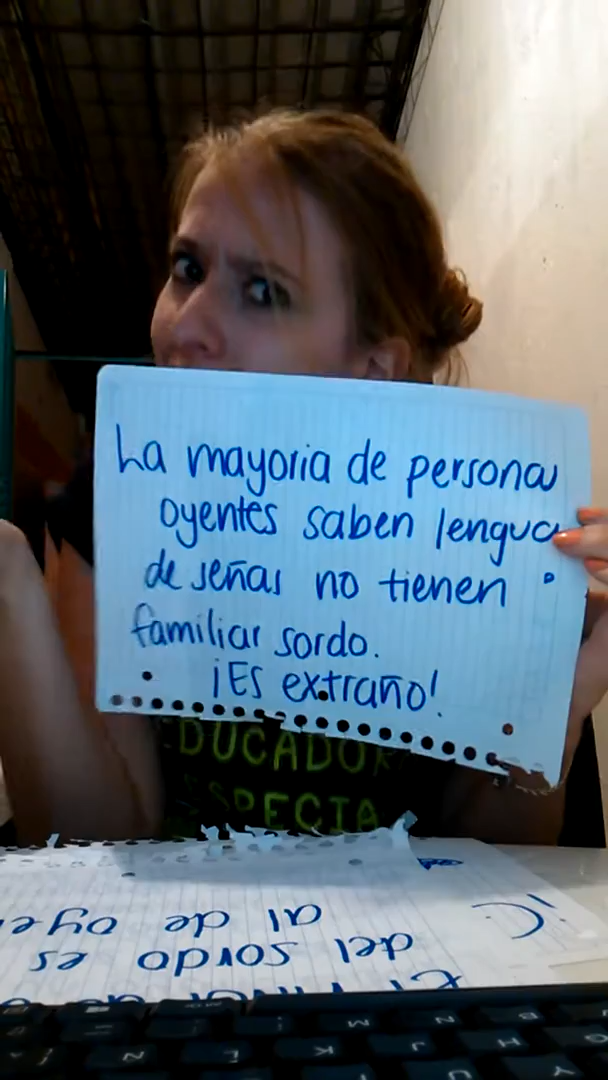 La mayoria de persona
oyentes saben lengua
de señas no tienen
familiar sordo.
¡Es extraño!
EDUCADOR
ESPECIA
al de oye
del sordo es